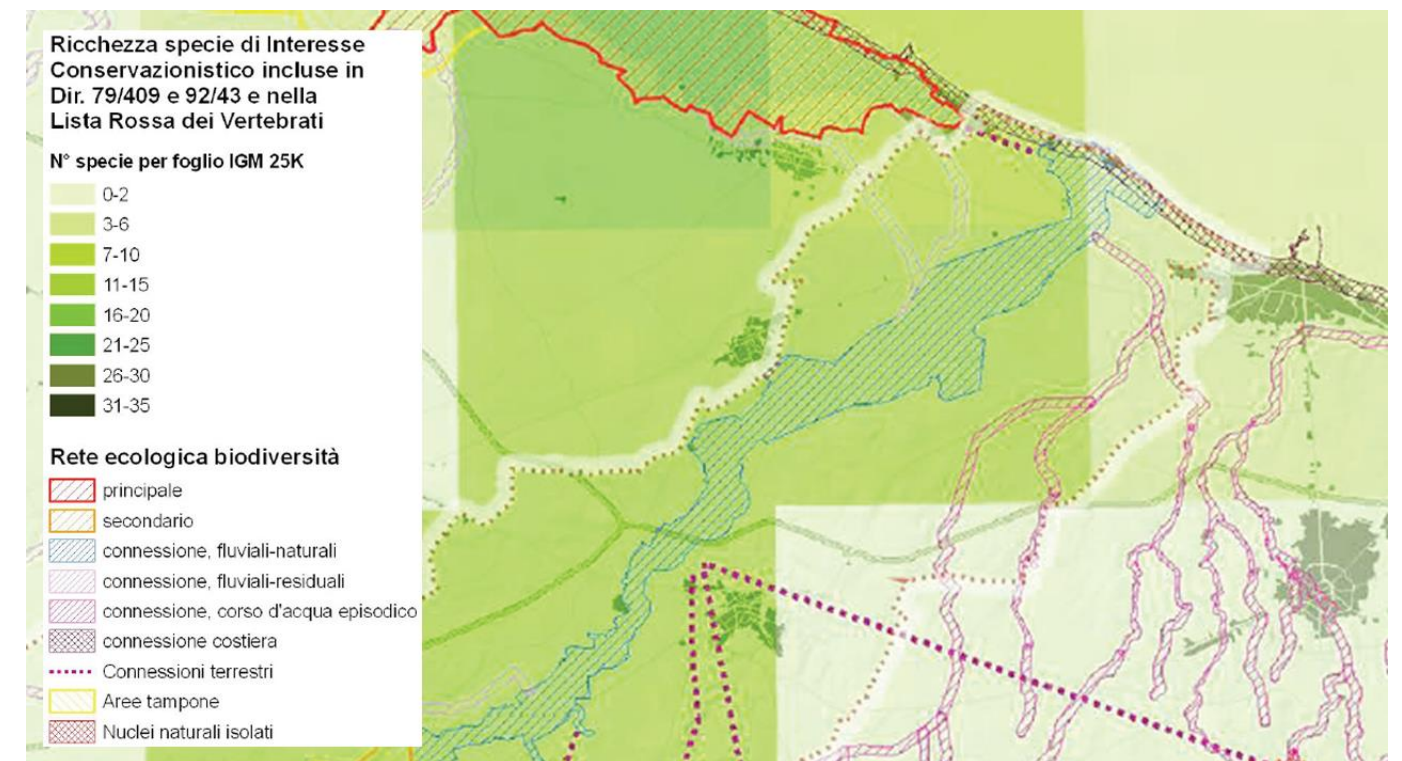 Ricchezza specie di Interesse
Conservazionistico incluse in
Dir. 79/409 e 92/43 e nella
Lista Rossa dei Vertebrati
N° specie per foglio IGM 25K
0-2
3-6
7-10
11-15
16-20
21-25
26-30
31-35
Rete ecologica biodiversità
principale
secondario
connessione, fluviali-naturali
connessione, fluviali-residuali
connessione, corso d'acqua episodico
connessione costiera
Connessioni terrestri
Aree tampone
Nuclei naturali isolati